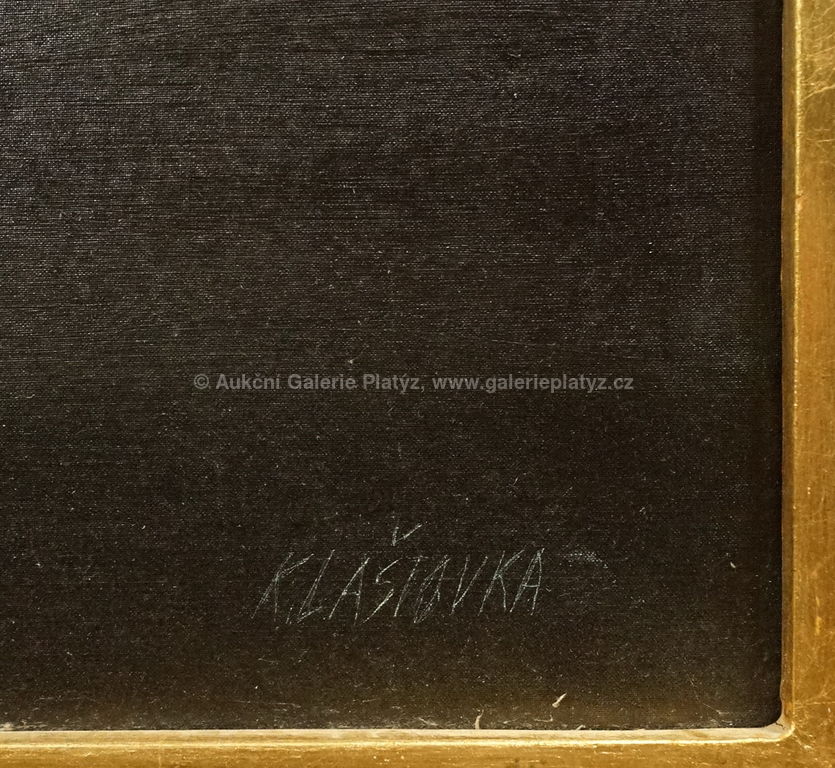 © Aukční Galerie Platýz, www.galerieplatyz.cz
K. LAŠTOVKA